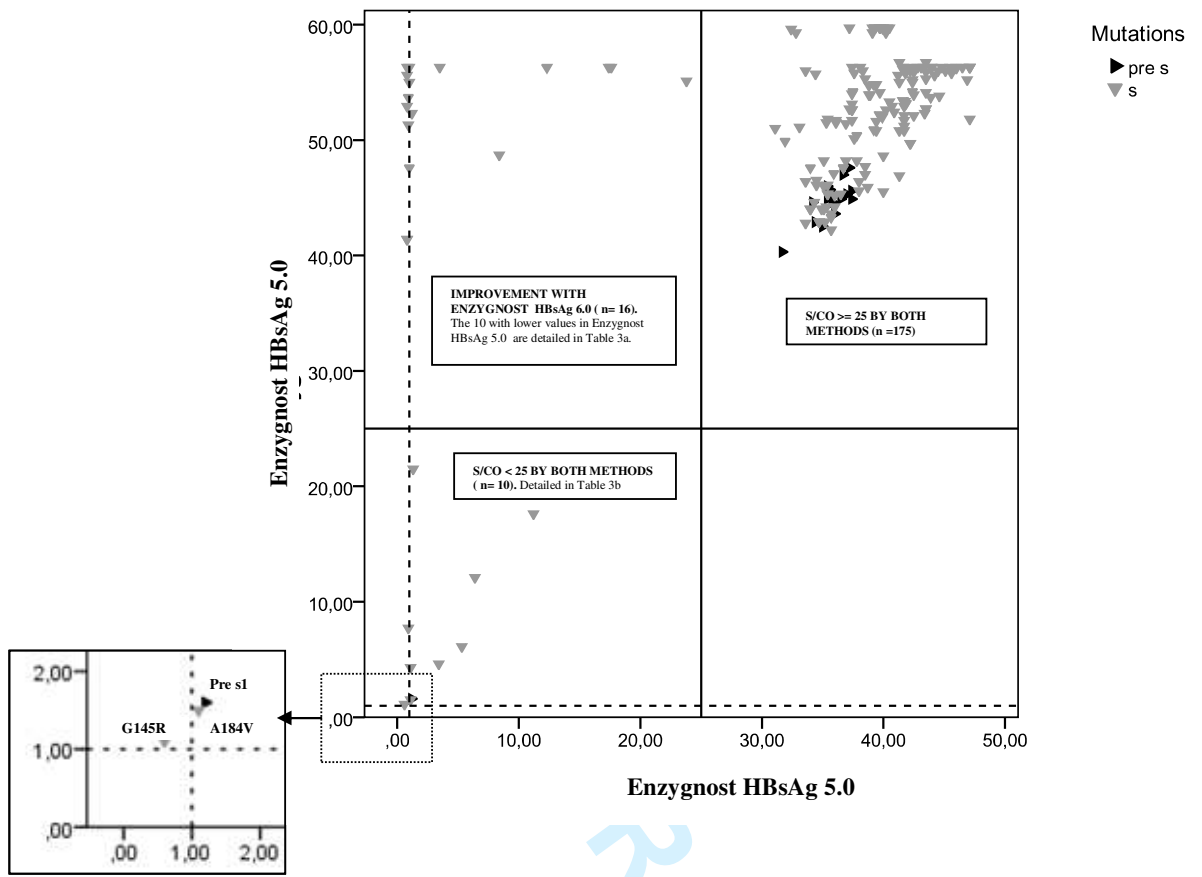 60,00
50,00
40,00
30,00
20,00
10,00
,00
Enzygnost HBsAg 5.0
Mutations
pre s
s
IMPROVEMENT WITH
ENZYGNOST HBsAg 6.0 ( n= 16).
The 10 with lower values in Enzygnost
HBsAg 5.0 are detailed in Table 3a.
S/CO >= 25 BY BOTH
METHODS (n =175)
S/CO < 25 BY BOTH METHODS
( n= 10). Detailed in Table 3b
,00 10,00 20,00 30,00 40,00 50,00
Enzygnost HBsAg 5.0
2,00
1,00
,00
Pre s1
G145R A184V
,00 1,00 2,00
R